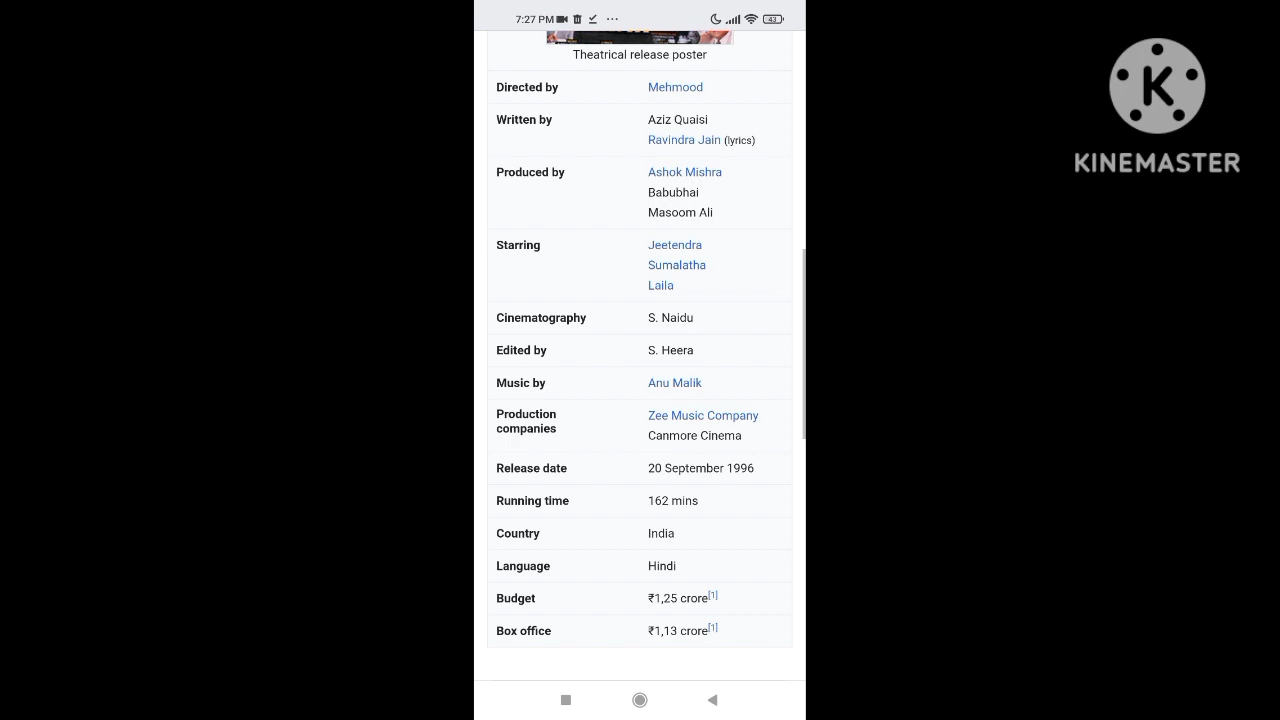 7:27 PM
43
Theatrical release poster
Directed by Mehmood
Written by Aziz Quaisi
Ravindra Jain (lyrics)
Produced by Ashok Mishra
Babubhai
Masoom Ali
Starring Jeetendra
Sumalatha
Laila
Cinematography S. Naidu
Edited by S. Heera
Music by Anu Malik
Production companies Zee Music Company
Canmore Cinema
Release date 20 September 1996
Running time 162 mins
Country India
Language Hindi
Budget ₹1,25 crore[1]
Box office ₹1,13 crore[1]
K
KINEMASTER